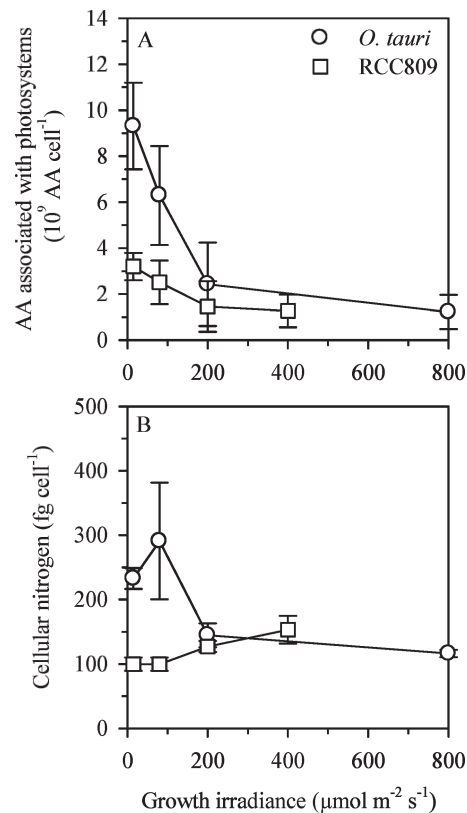 A
O. tauri
RCC809
AA associated with photosystems
(10⁹ AA cell⁻¹)
14
12
10
8
6
4
2
0
0 200 400 600 800
B
Cellular nitrogen (fg cell⁻¹)
500
400
300
200
100
0
0 200 400 600 800
Growth irradiance (µmol m⁻² s⁻¹)